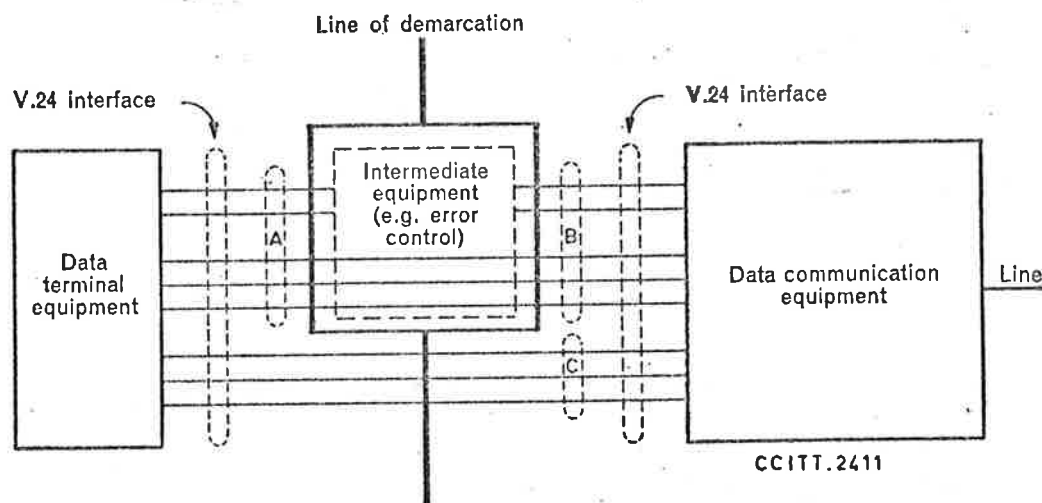 Line of demarcation
V.24 interface
V.24 interface
Intermediate
equipment
(e.g. error
control)
A
B
Data
terminal
equipment
Data communication
equipment
Line
C
CCITT.2411